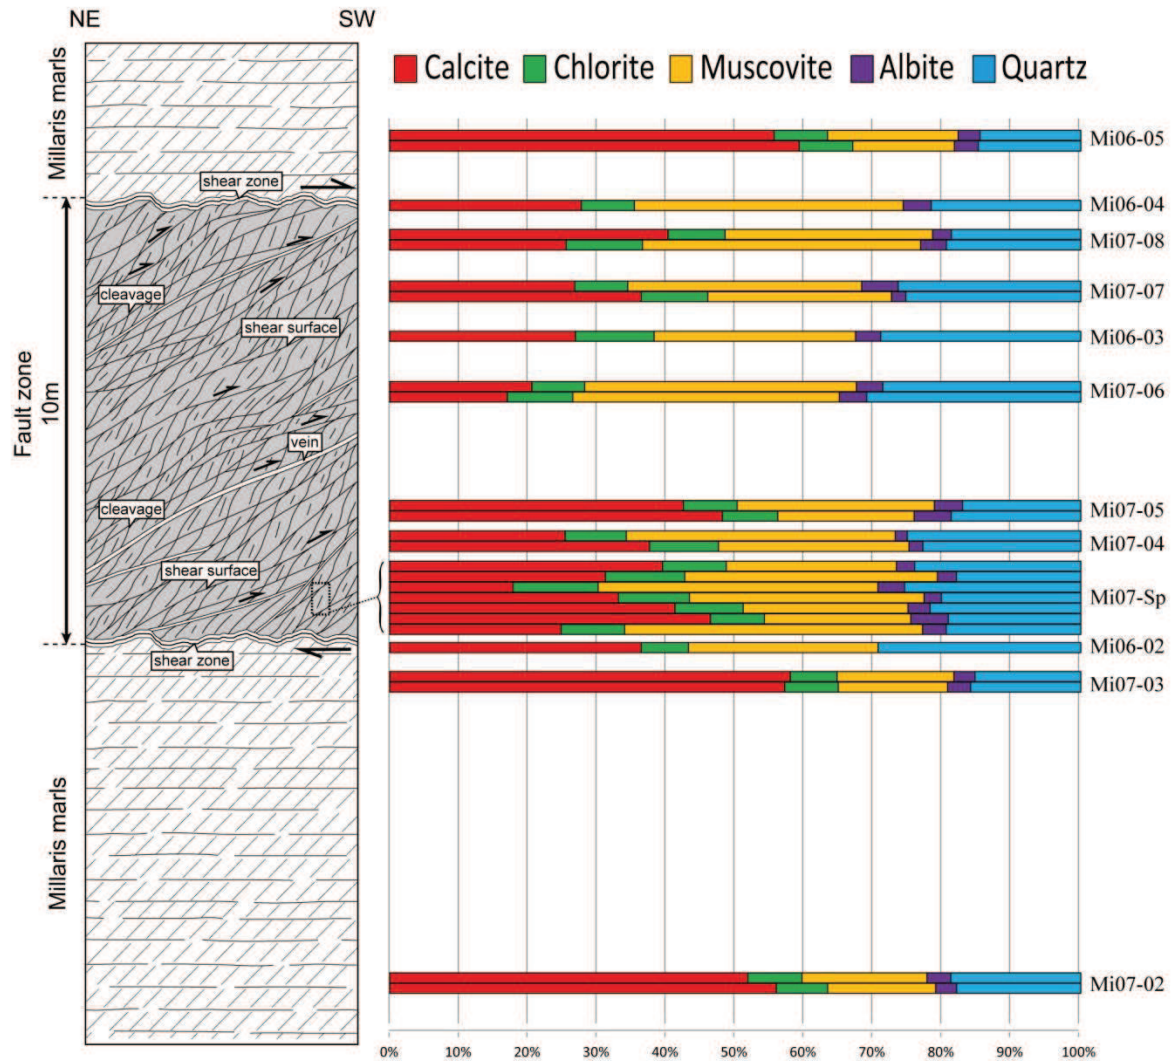 NE SW
Calcite Chlorite Muscovite Albite Quartz
Millaris marls
shear zone
Fault zone
10m
cleavage
shear surface
vein
cleavage
shear surface
shear zone
Millaris marls
Mi06-05
Mi06-04
Mi07-08
Mi07-07
Mi06-03
Mi07-06
Mi07-05
Mi07-04
Mi07-Sp
Mi06-02
Mi07-03
Mi07-02
0% 10% 20% 30% 40% 50% 60% 70% 80% 90% 100%